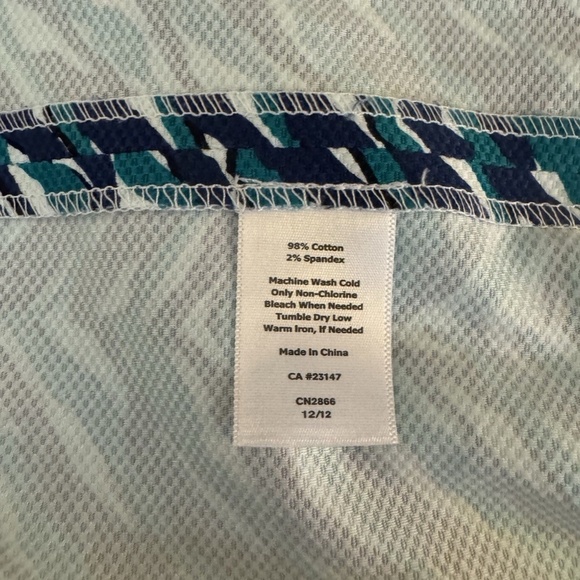 98% Cotton
2% Spandex
Machine Wash Cold
Only Non-Chlorine
Bleach When Needed
Tumble Dry Low
Warm Iron, If Needed
Made In China
CA #23147
CN2866
12/12